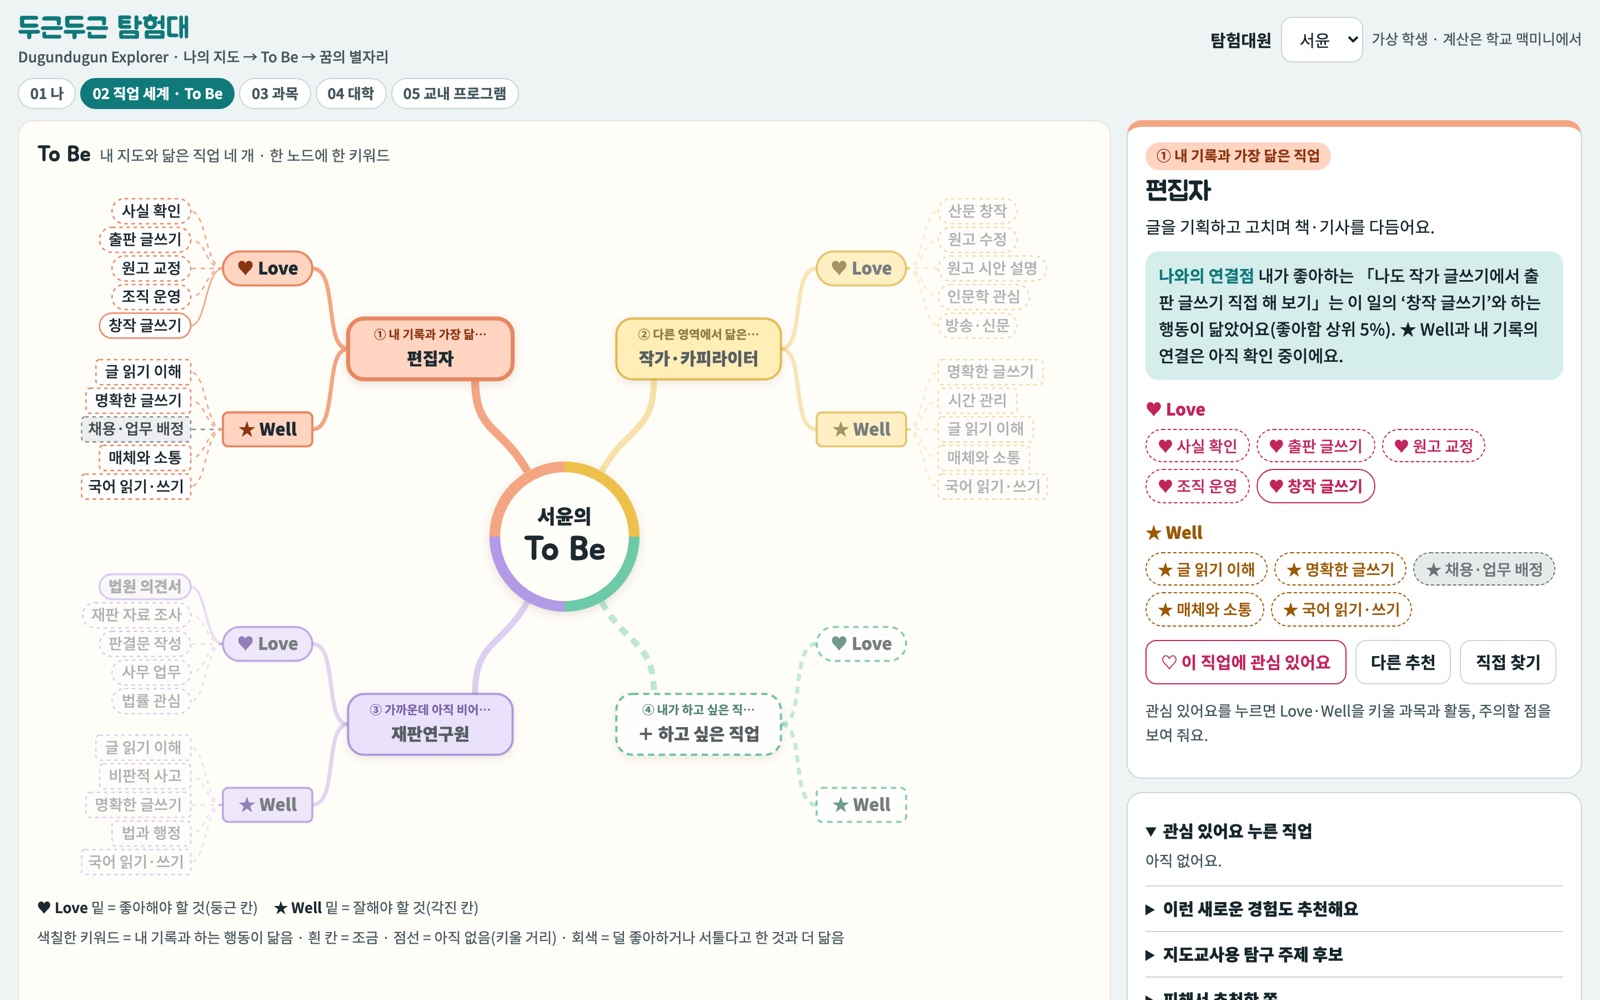 두근두근 탐험대
Dugundugun Explorer · 나의 지도 → To Be → 꿈의 별자리
탐험대원 서윤 가상 학생 · 계산은 학교 맥미니에서
01 나 02 직업 세계 · To Be 03 과목 04 대학 05 교내 프로그램
To Be 내 지도와 닮은 직업 네 개 · 한 노드에 한 키워드
사실 확인
출판 글쓰기
원고 교정
조직 운영
창작 글쓰기
♥ Love
글 읽기 이해
명확한 글쓰기
채용·업무 배정
매체와 소통
국어 읽기·쓰기
★ Well
① 내 기록과 가장 닮···
편집자
② 다른 영역에서 닮은···
작가·카피라이터
♥ Love
산문 창작
원고 수정
원고 시안 설명
인문학 관심
방송·신문
★ Well
명확한 글쓰기
시간 관리
글 읽기 이해
매체와 소통
국어 읽기·쓰기
서윤의
To Be
법원 의견서
재판 자료 조사
판결문 작성
사무 업무
법률 관심
♥ Love
글 읽기 이해
비판적 사고
명확한 글쓰기
법과 행정
국어 읽기·쓰기
★ Well
③ 가까운데 아직 비어···
재판연구원
④ 내가 하고 싶은 직···
+ 하고 싶은 직업
♥ Love
★ Well
♥ Love 밑 = 좋아해야 할 것(둥근 칸) ★ Well 밑 = 잘해야 할 것(각진 칸)
색칠한 키워드 = 내 기록과 하는 행동이 닮음 · 흰 칸 = 조금 · 점선 = 아직 없음(키울 거리) · 회색 = 덜 좋아하거나 서툴다고 한 것과 더 닮음
① 내 기록과 가장 닮은 직업
편집자
글을 기획하고 고치며 책·기사를 다듬어요.
나와의 연결점 내가 좋아하는 「나도 작가 글쓰기에서 출
판 글쓰기 직접 해 보기」는 이 일의 ‘창작 글쓰기’와 하는
행동이 닮았어요(좋아함 상위 5%). ★ Well과 내 기록의
연결은 아직 확인 중이에요.
♥ Love
♥ 사실 확인 ♥ 출판 글쓰기 ♥ 원고 교정
♥ 조직 운영 ♥ 창작 글쓰기
★ Well
★ 글 읽기 이해 ★ 명확한 글쓰기 ★ 채용·업무 배정
★ 매체와 소통 ★ 국어 읽기·쓰기
♡ 이 직업에 관심 있어요 다른 추천 직접 찾기
관심 있어요를 누르면 Love·Well을 키울 과목과 활동, 주의할 점을
보여 줘요.
▼ 관심 있어요 누른 직업
아직 없어요.
▶ 이런 새로운 경험도 추천해요
▶ 지도교사용 탐구 주제 후보